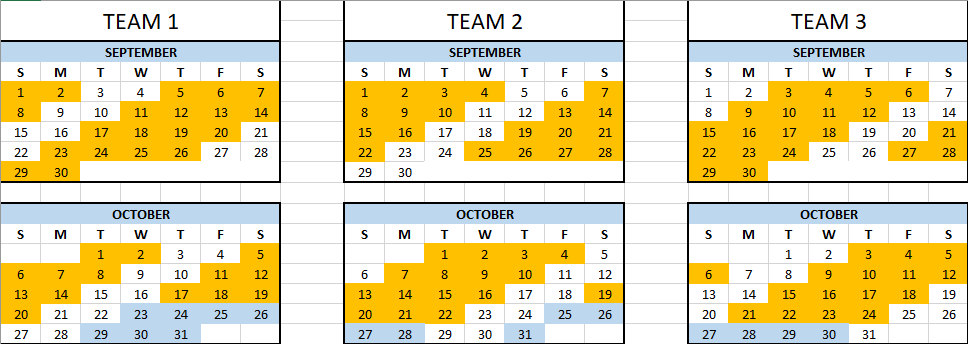 TEAM 1 TEAM 2 TEAM 3
SEPTEMBER SEPTEMBER SEPTEMBER
S M T W T F S S M T W T F S S M T W T F S
1 2 3 4 5 6 7 1 2 3 4 5 6 7 1 2 3 4 5 6 7
8 9 10 11 12 13 14 8 9 10 11 12 13 14 8 9 10 11 12 13 14
15 16 17 18 19 20 21 15 16 17 18 19 20 21 15 16 17 18 19 20 21
22 23 24 25 26 27 28 22 23 24 25 26 27 28 22 23 24 25 26 27 28
29 30 29 30 29 30
OCTOBER OCTOBER OCTOBER
S M T W T F S S M T W T F S S M T W T F S
1 2 3 4 5 1 2 3 4 5 1 2 3 4 5
6 7 8 9 10 11 12 6 7 8 9 10 11 12 6 7 8 9 10 11 12
13 14 15 16 17 18 19 13 14 15 16 17 18 19 13 14 15 16 17 18 19
20 21 22 23 24 25 26 20 21 22 23 24 25 26 20 21 22 23 24 25 26
27 28 29 30 31 27 28 29 30 31 27 28 29 30 31